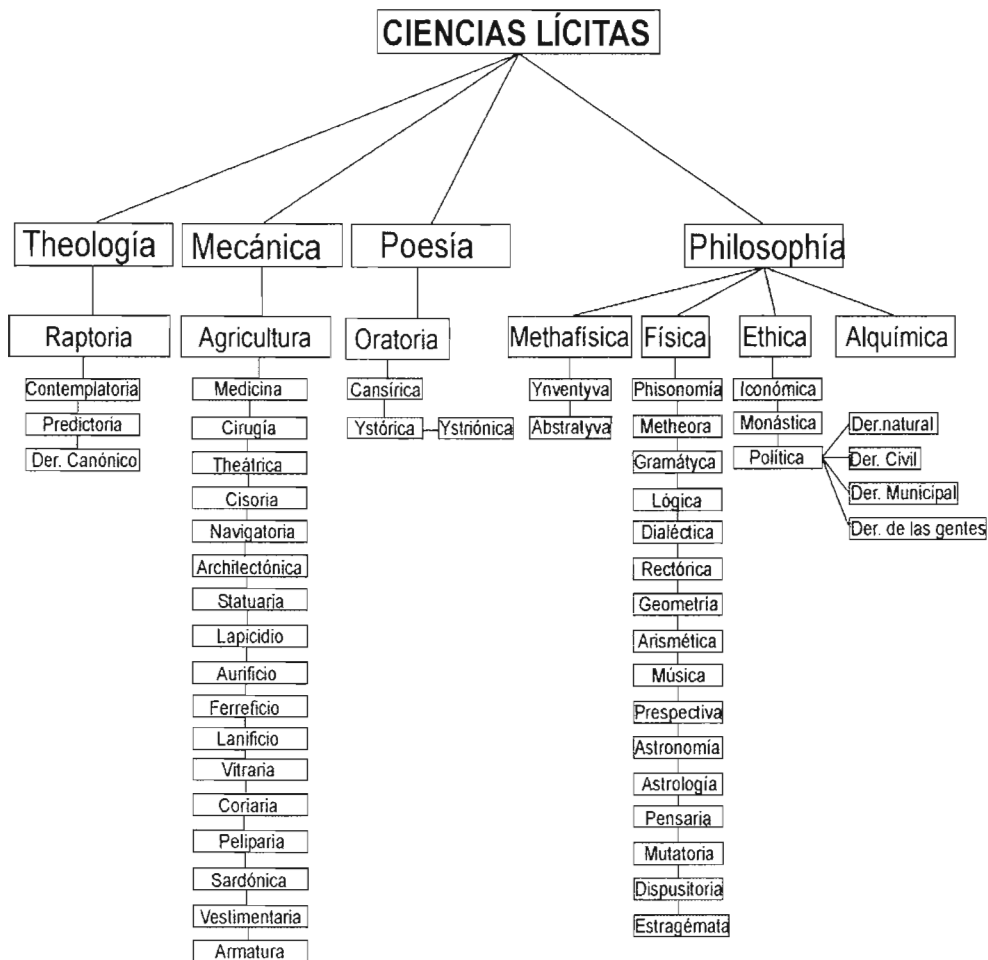 CIENCIAS LÍCITAS
Theología
Mecánica
Poesía
Philosophía
Raptoria
Agricultura
Oratoria
Methafísica
Física
Ethica
Alquímica
Contemplatoria
Predictoria
Der. Canónico
Medicina
Cirugía
Theátrica
Cisoria
Navigatoria
Architectónica
Statuaria
Lapicidio
Aurificio
Ferreficio
Lanificio
Vitraria
Coriaria
Peliparia
Sardónica
Vestimentaria
Armatura
Cansírica
Ystórica
Ystriónica
Ynventyva
Abstratyva
Phisonomía
Metheora
Gramátyca
Lógica
Dialéctica
Rectórica
Geometría
Arismética
Música
Prespectiva
Astronomía
Astrología
Pensaria
Mutatoria
Dispusitoria
Estragémata
Iconómica
Monástica
Política
Der.natural
Der. Civil
Der. Municipal
Der. de las gentes